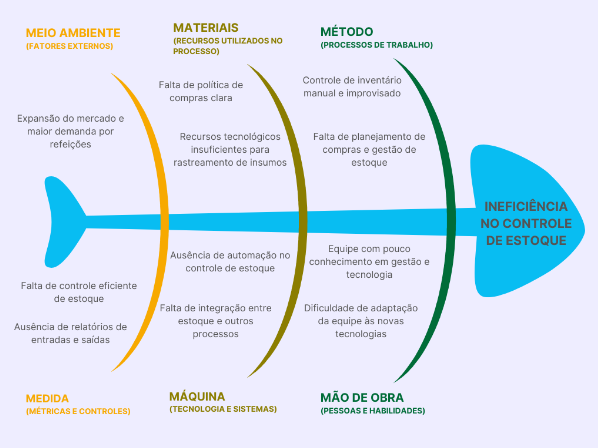 MEIO AMBIENTE
(FATORES EXTERNOS)
Expansão do mercado e
maior demanda por
refeições
MATERIAIS
(RECURSOS UTILIZADOS NO
PROCESSO)
Falta de política de
compras clara
Recursos tecnológicos
insuficientes para
rastreamento de insumos
MÉTODO
(PROCESSOS DE TRABALHO)
Controle de inventário
manual e improvisado
Falta de planejamento de
compras e gestão de
estoque
INEFICIÊNCIA
NO CONTROLE
DE ESTOQUE
Falta de controle eficiente
de estoque
Ausência de relatórios de
entradas e saídas
MEDIDA
(MÉTRICAS E CONTROLES)
Ausência de automação no
controle de estoque
Falta de integração entre
estoque e outros
processos
MÁQUINA
(TECNOLOGIA E SISTEMAS)
Equipe com pouco
conhecimento em gestão e
tecnologia
Dificuldade de adaptação
da equipe às novas
tecnologias
MÃO DE OBRA
(PESSOAS E HABILIDADES)